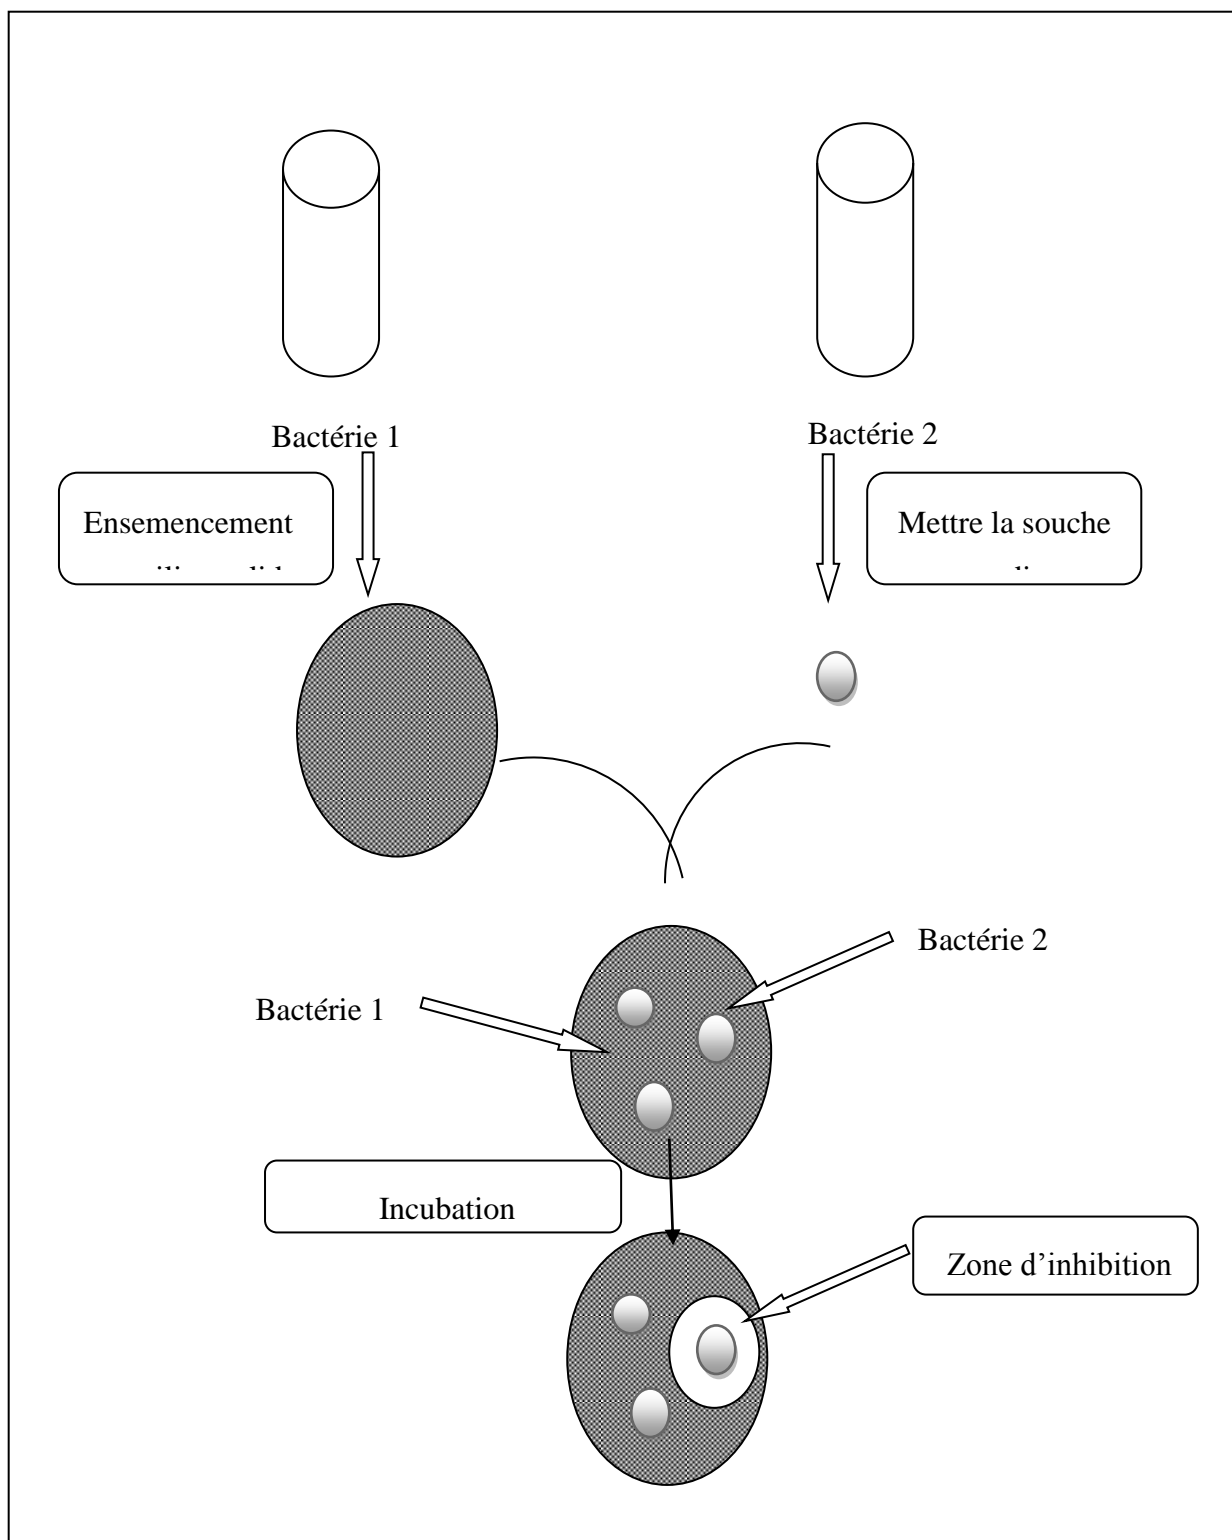 Bactérie 1
Bactérie 2
Ensemencement
Mettre la souche
Bactérie 2
Bactérie 1
Incubation
Zone d’inhibition